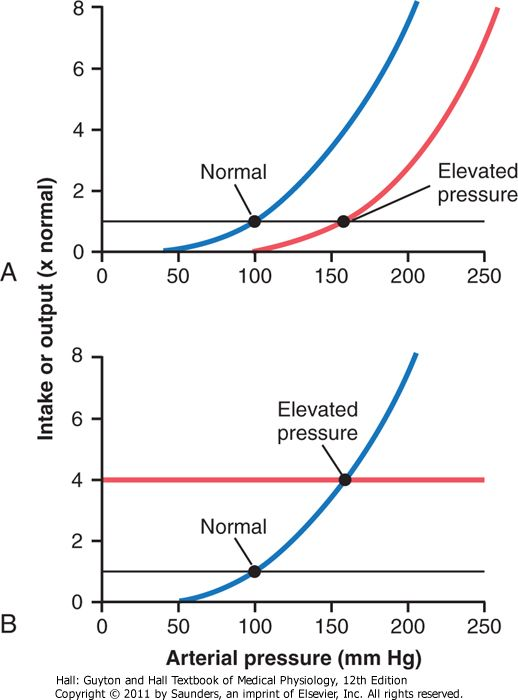 8
6
Intake or output (x normal)
4
Normal
Elevated
pressure
2
0
A
0 50 100 150 200 250
8
Elevated
pressure
6
4
Normal
2
0
B
0 50 100 150 200 250
Arterial pressure (mm Hg)
Hall: Guyton and Hall Textbook of Medical Physiology, 12th Edition
Copyright © 2011 by Saunders, an imprint of Elsevier, Inc. All rights reserved.